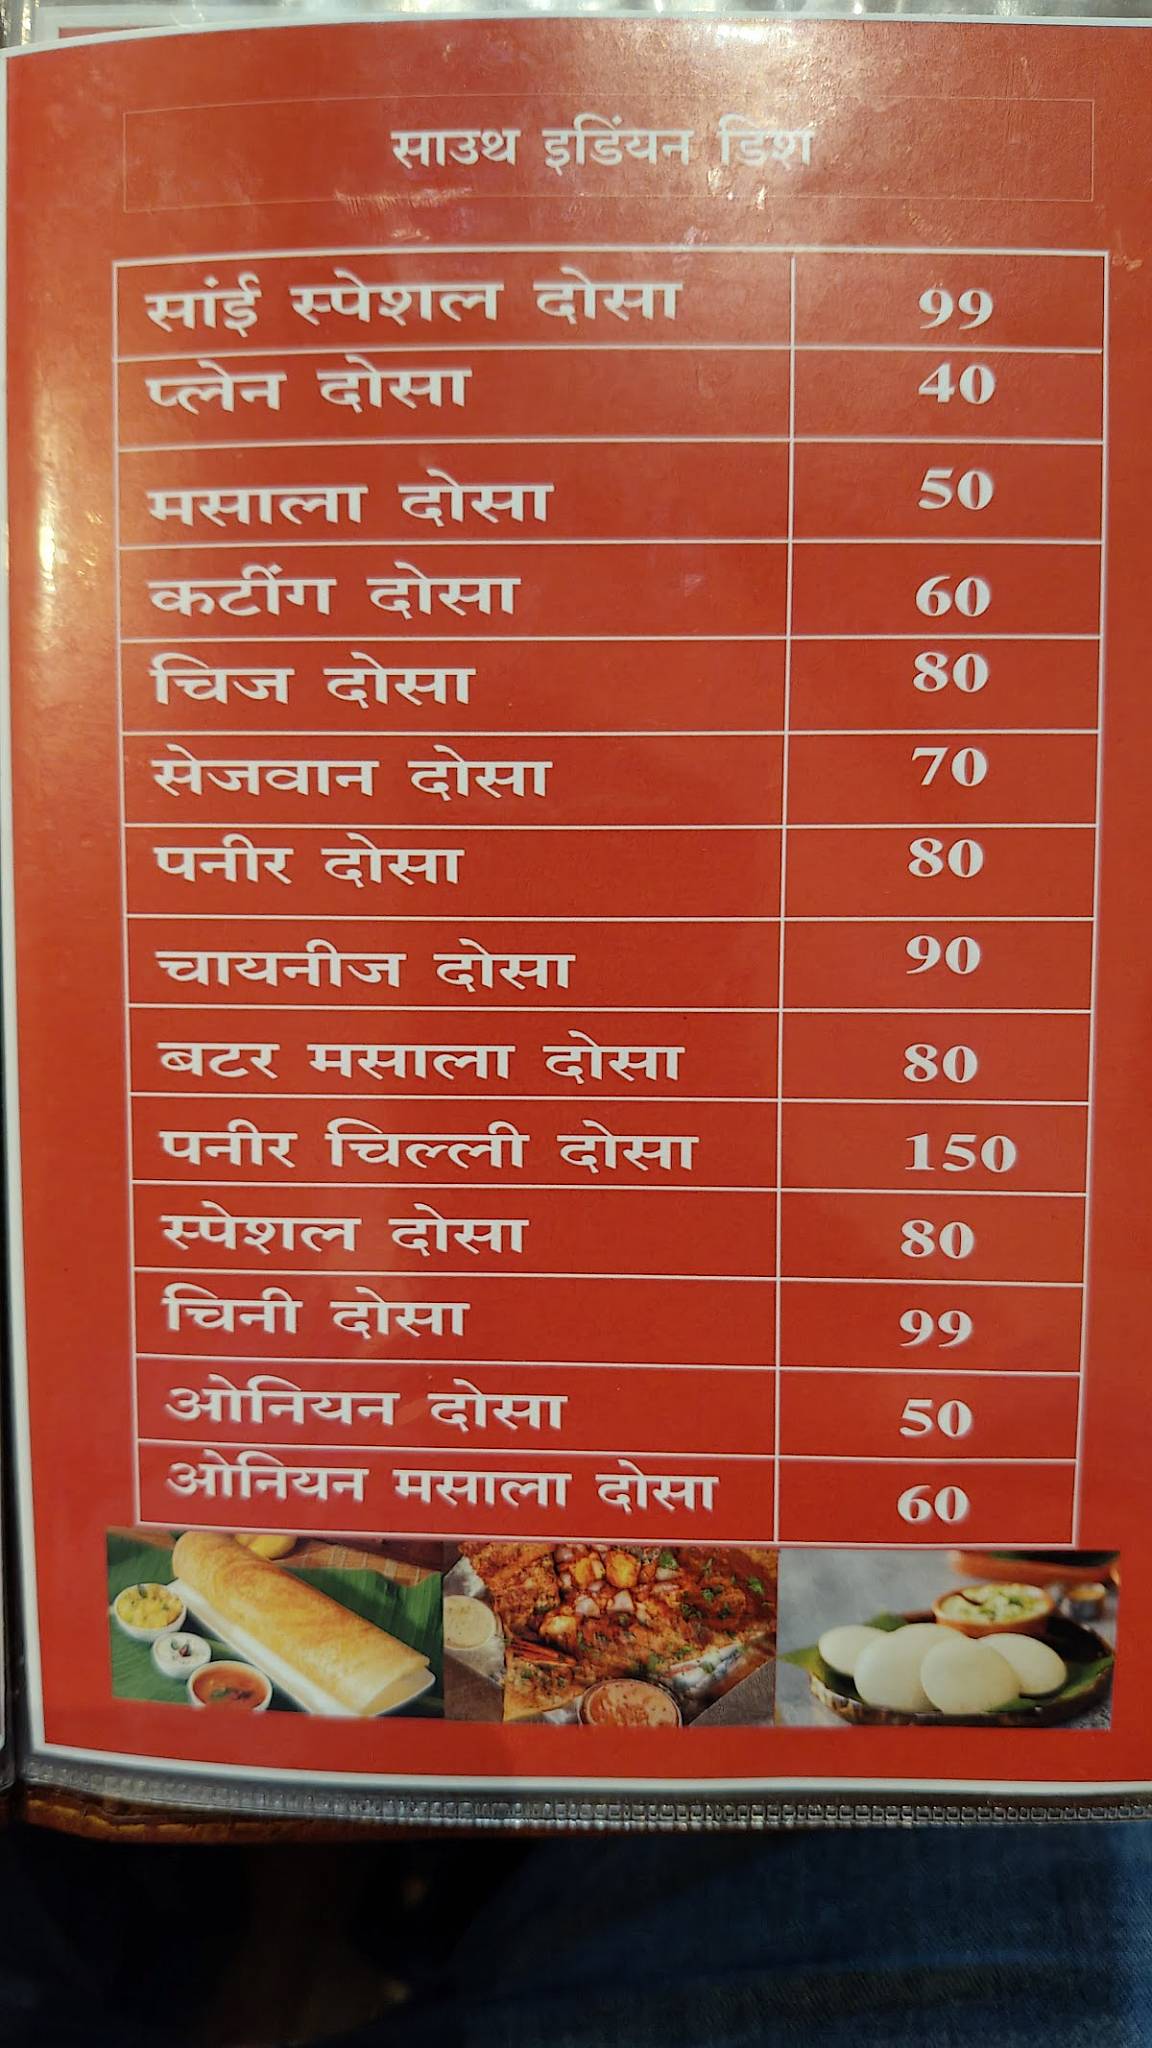 साउथ इडिंयन डिश
सांई स्पेशल दोसा 99
प्लेन दोसा 40
मसाला दोसा 50
कटींग दोसा 60
चिज दोसा 80
सेजवान दोसा 70
पनीर दोसा 80
चायनीज दोसा 90
बटर मसाला दोसा 80
पनीर चिल्ली दोसा 150
स्पेशल दोसा 80
चिनी दोसा 99
ओनियन दोसा 50
ओनियन मसाला दोसा 60